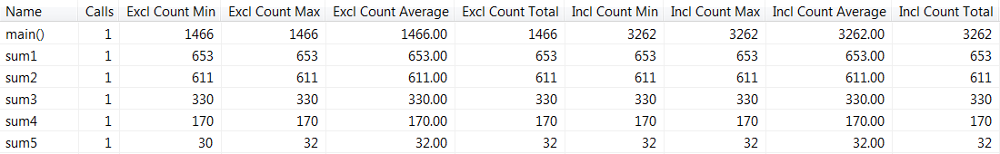 Name Calls Excl Count Min Excl Count Max Excl Count Average Excl Count Total Incl Count Min Incl Count Max Incl Count Average Incl Count Total
main() 1 1466 1466 1466.00 1466 3262 3262 3262.00 3262
sum1 1 653 653 653.00 653 653 653 653.00 653
sum2 1 611 611 611.00 611 611 611 611.00 611
sum3 1 330 330 330.00 330 330 330 330.00 330
sum4 1 170 170 170.00 170 170 170 170.00 170
sum5 1 30 32 32.00 32 32 32 32.00 32